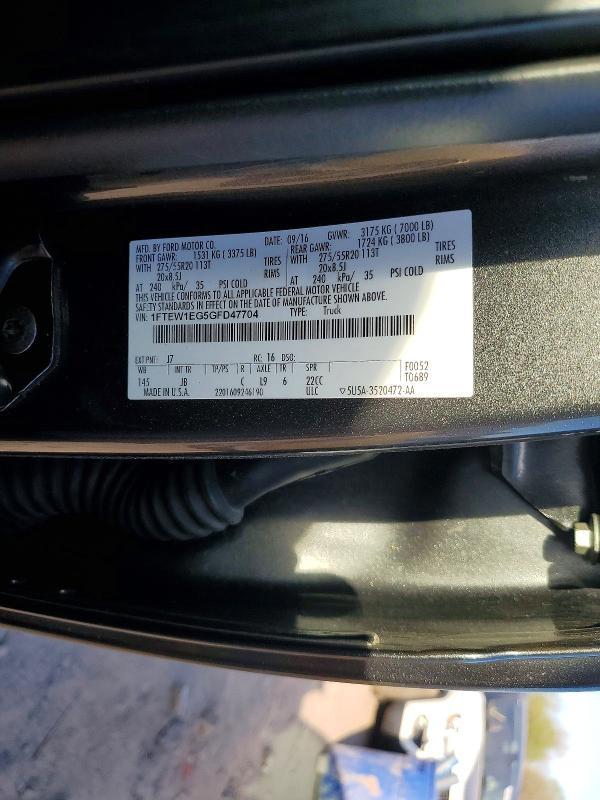 MFD. BY FORD MOTOR CO. DATE: 09/16 GVWR: 3175 KG ( 7000 LB)
FRONT GAWR: 1531 KG ( 3375 LB) REAR GAWR: 1724 KG ( 3800 LB)
WITH 275/55R20 113T TIRES WITH 275/55R20 113T TIRES
20x8.5J RIMS 20x8.5J RIMS
AT 240 kPa/ 35 PSI COLD AT 240 kPa/ 35 PSI COLD
THIS VEHICLE CONFORMS TO ALL APPLICABLE FEDERAL MOTOR VEHICLE
SAFETY STANDARDS IN EFFECT ON THE DATE OF MANUFACTURE SHOWN ABOVE.
VIN: 1FTEW1EG5GFD47704 TYPE: Truck
EXT PNT: J7 RC: 16 DSO: F0052
WB INT TR TP/PS R AXLE TR SPR T0689
145 JB C L9 6 22CC
MADE IN U.S.A. 2201609246190 ULC ▽ 5U5A-3520472-AA